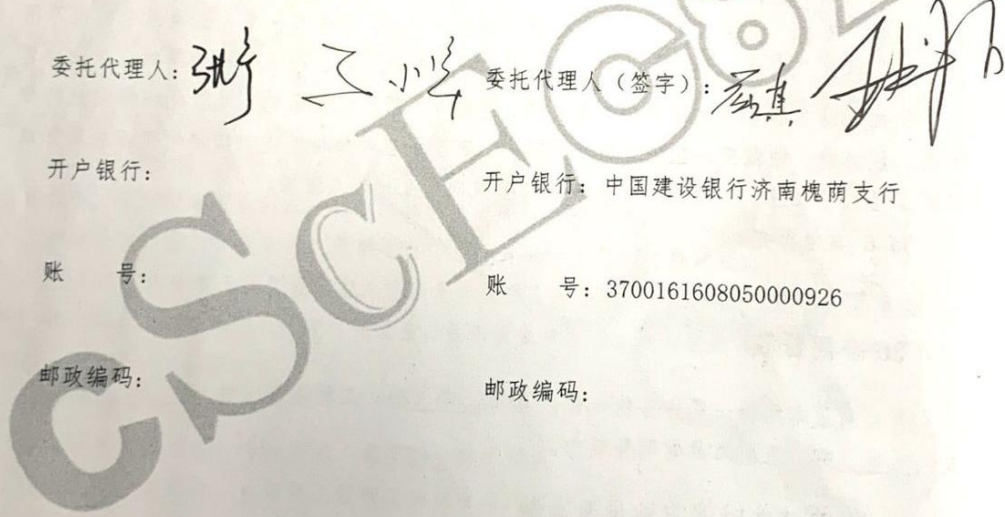 委托代理人：
委托代理人（签字）：
开户银行：
开户银行：中国建设银行济南槐荫支行
账 号：
账 号：3700161608050000926
邮政编码：
邮政编码：